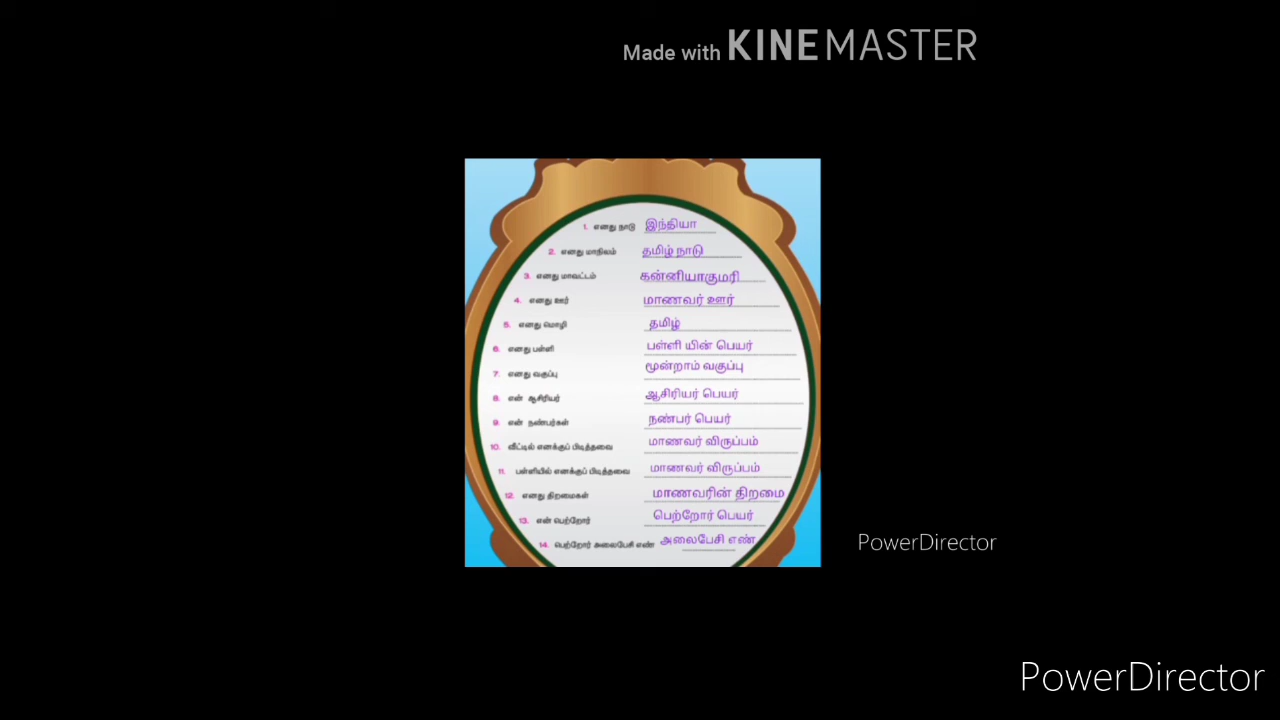 Made with KINEMASTER
1. எனது நாடு இந்தியா
2. எனது மாநிலம் தமிழ் நாடு
3. எனது மாவட்டம் கன்னியாகுமரி
4. எனது ஊர் மாணவர் ஊர்
5. எனது மொழி தமிழ்
6. எனது பள்ளி பள்ளி யின் பெயர்
7. எனது வகுப்பு மூன்றாம் வகுப்பு
8. என் ஆசிரியர் ஆசிரியர் பெயர்
9. என் நண்பர்கள் நண்பர் பெயர்
10. வீட்டில் எனக்குப் பிடித்தவை மாணவர் விருப்பம்
11. பள்ளியில் எனக்குப் பிடித்தவை மாணவர் விருப்பம்
12. எனது திறமைகள் மாணவரின் திறமை
13. என் பெற்றோர் பெற்றோர் பெயர்
14. பெற்றோர் அலைபேசி எண் அலைபேசி எண்
PowerDirector
PowerDirector